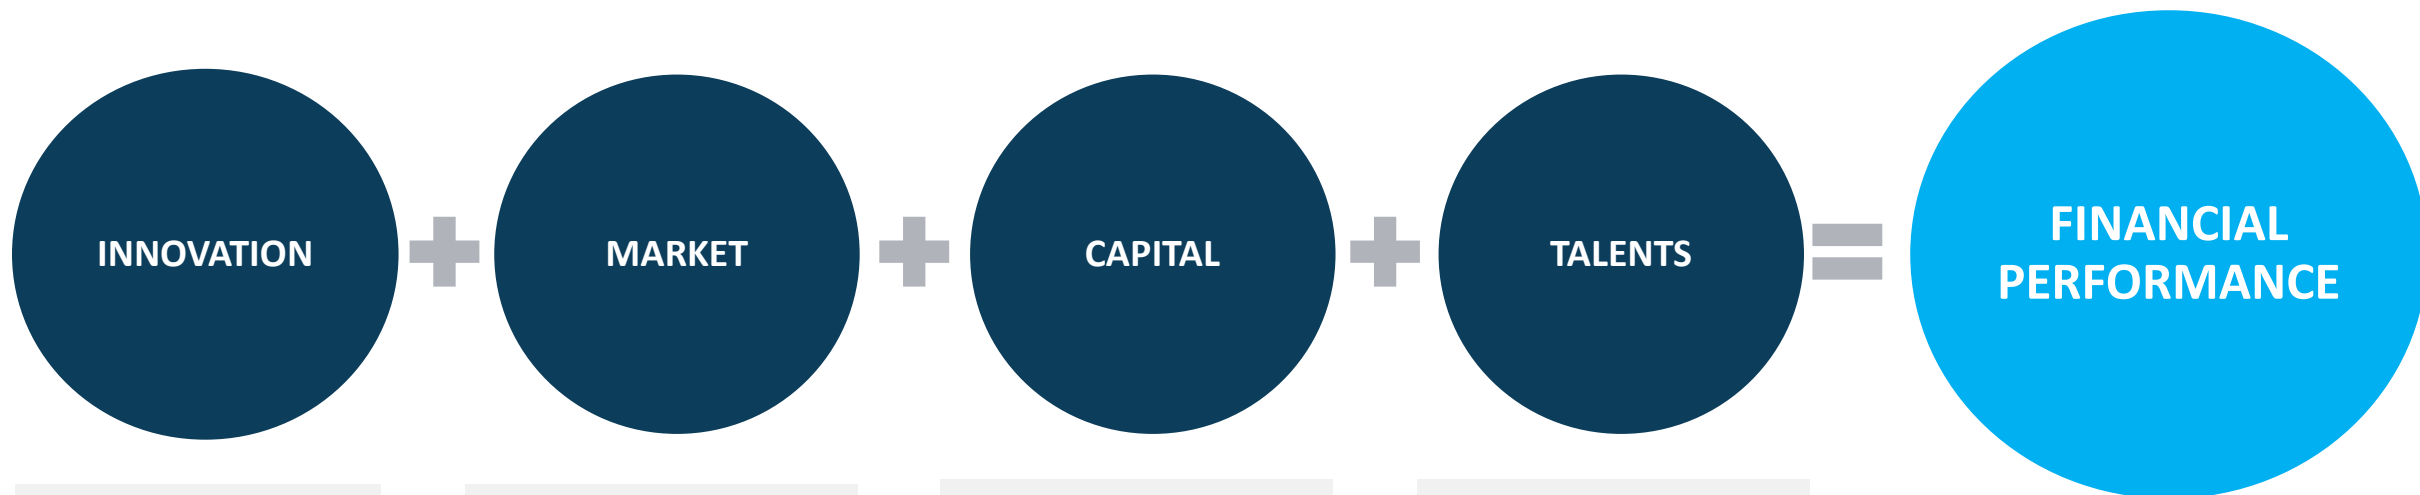 INNOVATION
MARKET
CAPITAL
TALENTS
FINANCIAL
PERFORMANCE